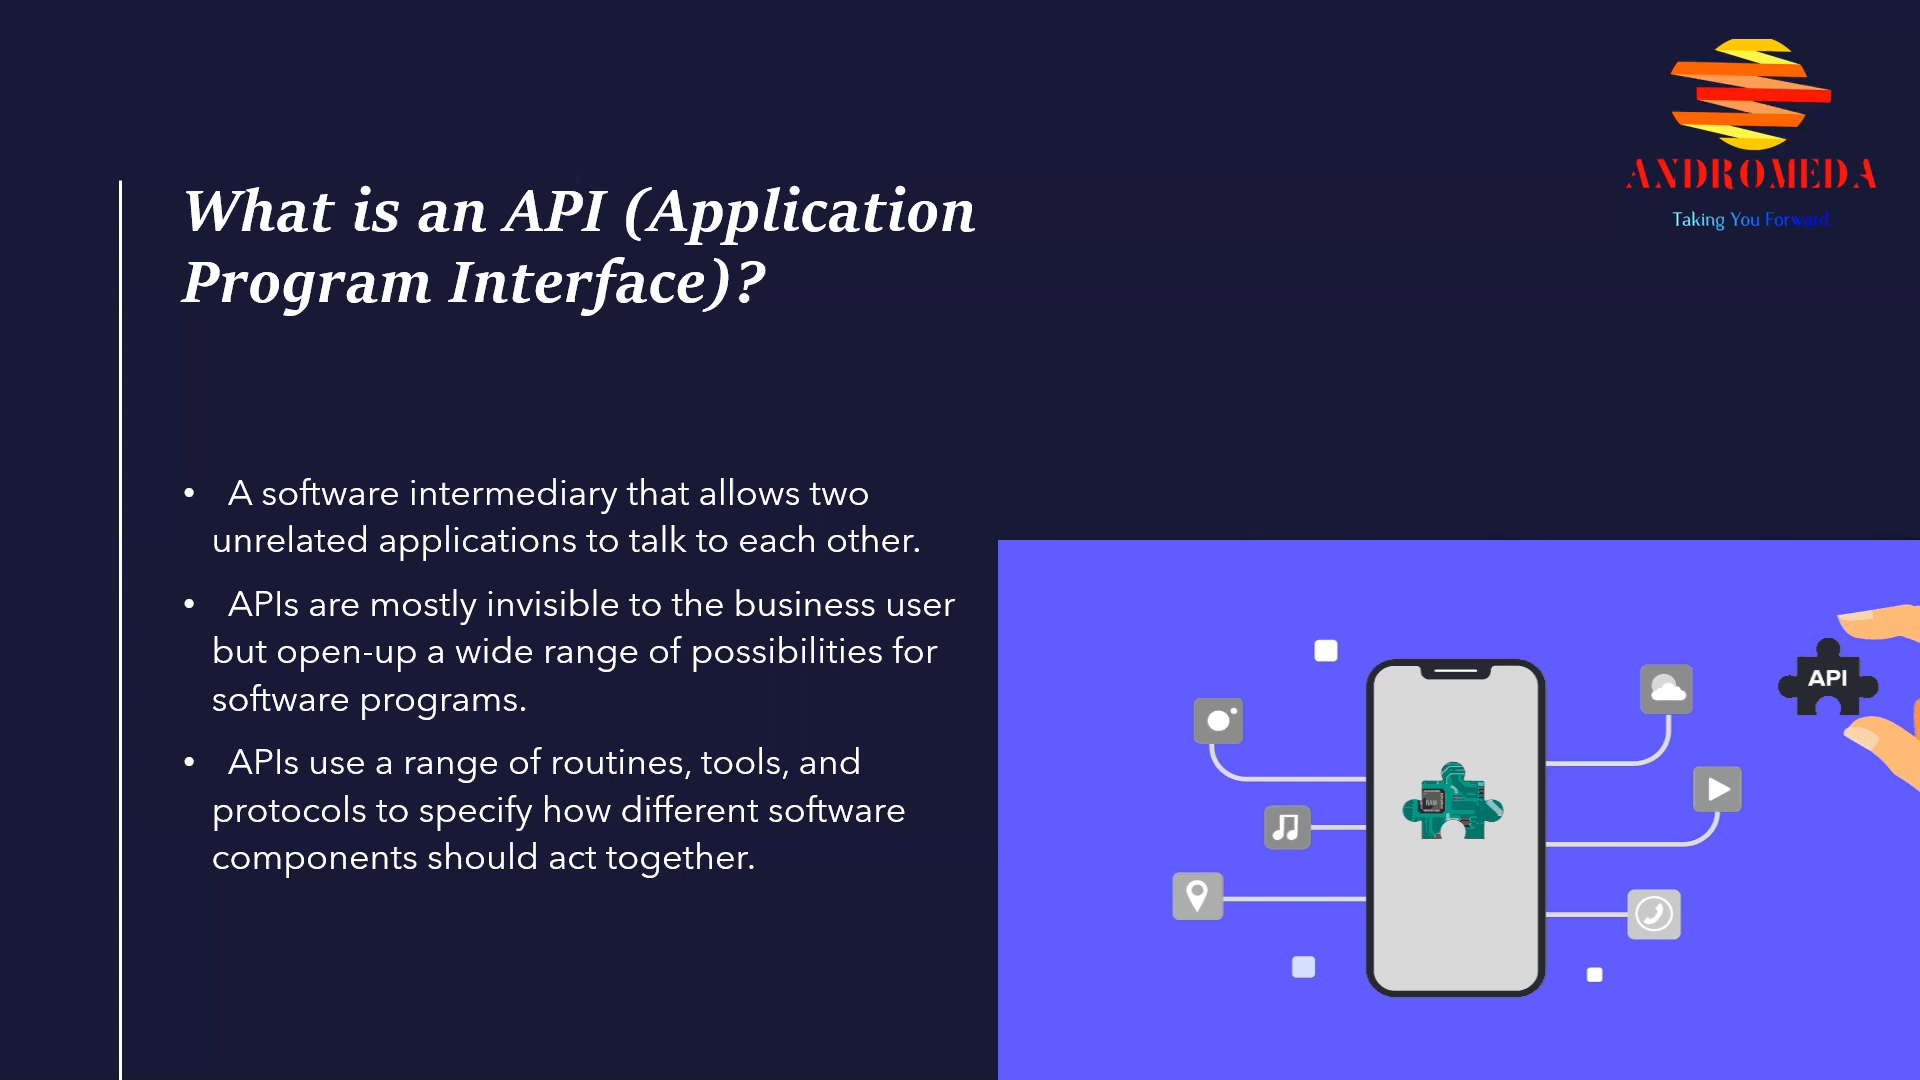 ANDROMEDA
Taking You Forward
What is an API (Application
Program Interface)?
• A software intermediary that allows two
unrelated applications to talk to each other.
• APIs are mostly invisible to the business user
but open-up a wide range of possibilities for
software programs.
• APIs use a range of routines, tools, and
protocols to specify how different software
components should act together.
API
RAM